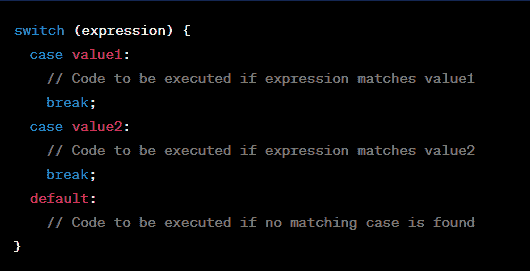 switch (expression) {
  case value1:
    // Code to be executed if expression matches value1
    break;
  case value2:
    // Code to be executed if expression matches value2
    break;
  default:
    // Code to be executed if no matching case is found
}